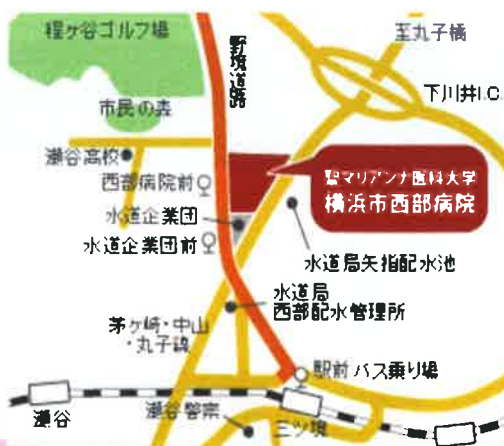 程ヶ谷ゴルフ場
至丸子橋
野境道路
下川井I.C
市民の森
瀬谷高校
西部病院前
聖マリアンナ医科大学
横浜市西部病院
水道企業団
水道企業団前
水道局矢指配水池
水道局
西部配水管理所
茅ヶ崎・中山
・丸子線
駅前 バス乗り場
瀬谷
瀬谷警察
三ツ境